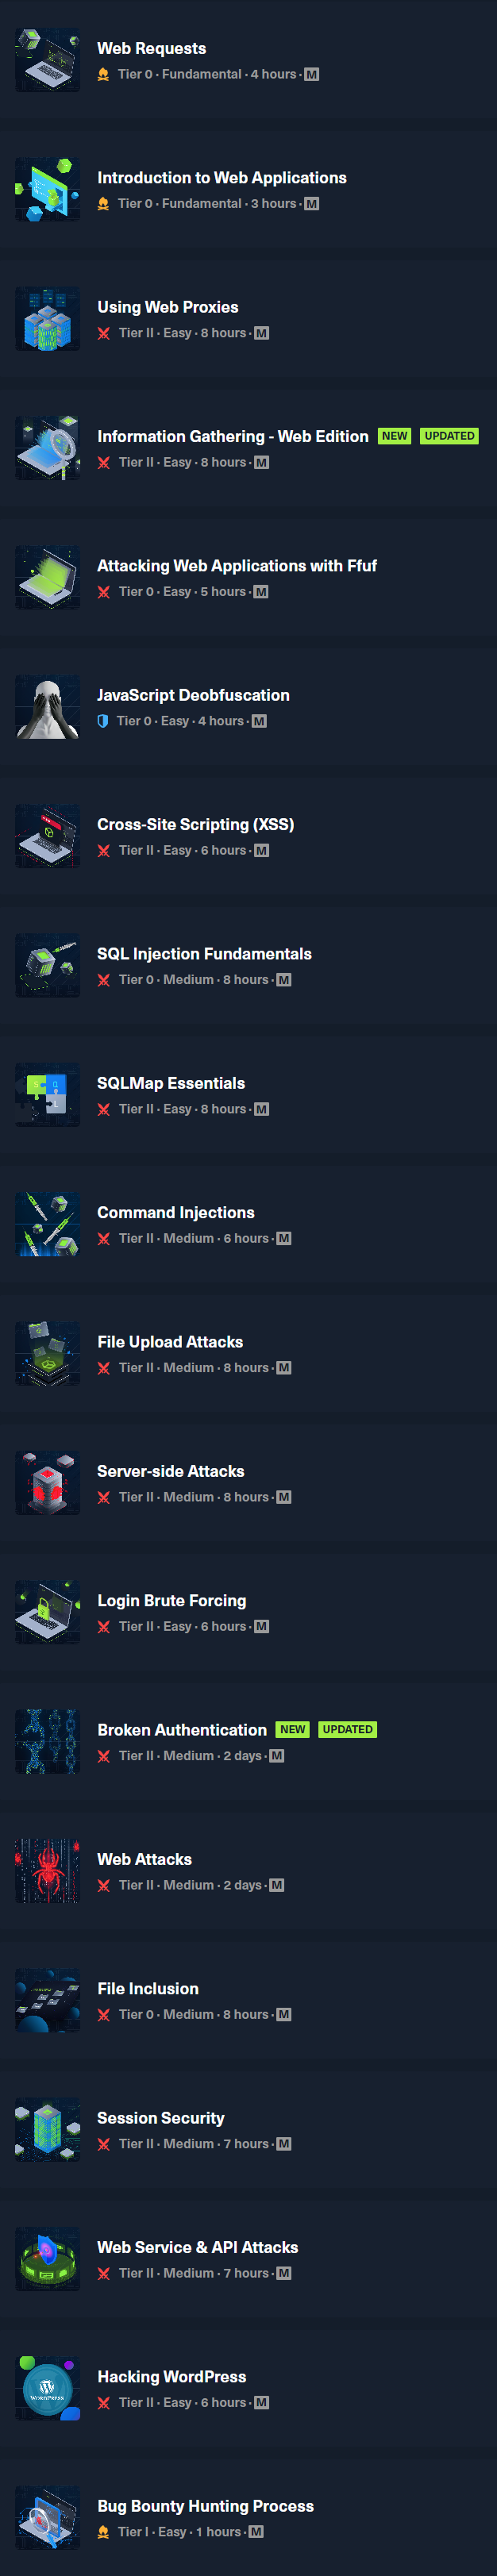 Web Requests
Tier 0 · Fundamental · 4 hours · M
Introduction to Web Applications
Tier 0 · Fundamental · 3 hours · M
Using Web Proxies
Tier II · Easy · 8 hours · M
Information Gathering - Web Edition NEW UPDATED
Tier II · Easy · 8 hours · M
Attacking Web Applications with Ffuf
Tier 0 · Easy · 5 hours · M
JavaScript Deobfuscation
Tier 0 · Easy · 4 hours · M
Cross-Site Scripting (XSS)
Tier II · Easy · 6 hours · M
SQL Injection Fundamentals
Tier 0 · Medium · 8 hours · M
SQLMap Essentials
Tier II · Easy · 8 hours · M
Command Injections
Tier II · Medium · 6 hours · M
File Upload Attacks
Tier II · Medium · 8 hours · M
Server-side Attacks
Tier II · Medium · 8 hours · M
Login Brute Forcing
Tier II · Easy · 6 hours · M
Broken Authentication NEW UPDATED
Tier II · Medium · 2 days · M
Web Attacks
Tier II · Medium · 2 days · M
File Inclusion
Tier 0 · Medium · 8 hours · M
Session Security
Tier II · Medium · 7 hours · M
Web Service & API Attacks
Tier II · Medium · 7 hours · M
Hacking WordPress
Tier II · Easy · 6 hours · M
WORDPRESS
Bug Bounty Hunting Process
Tier I · Easy · 1 hours · M